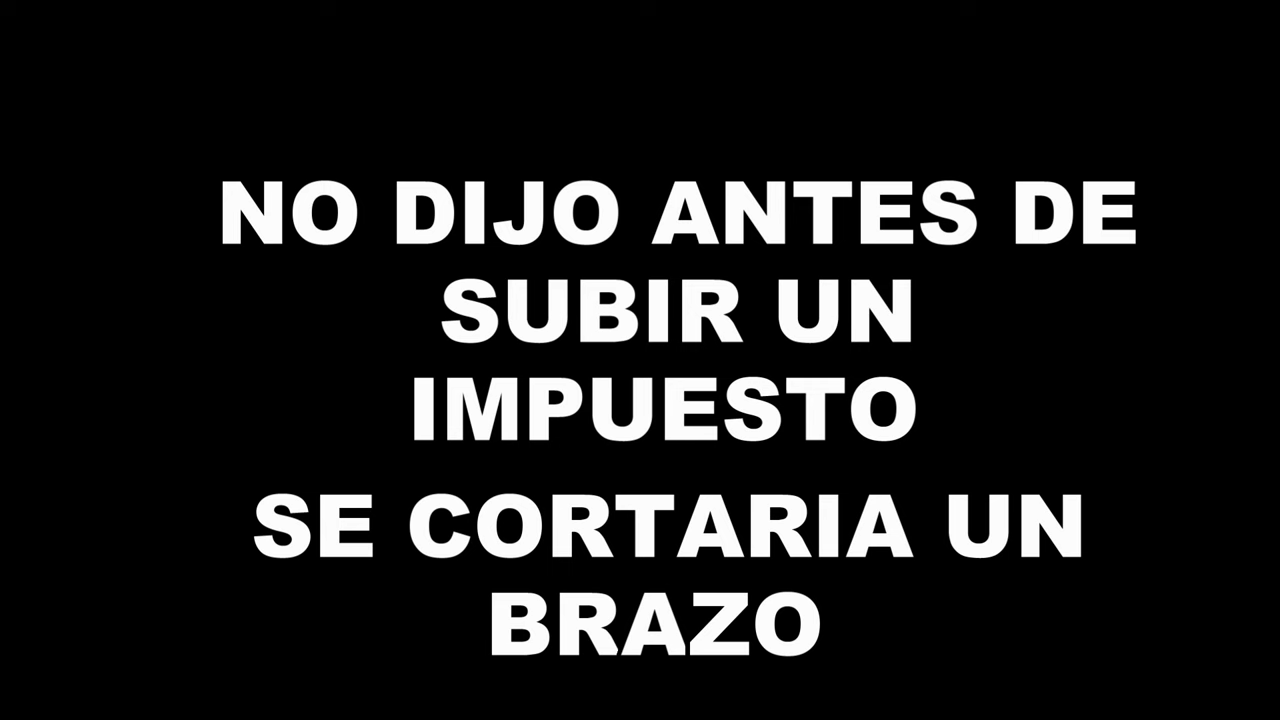 NO DIJO ANTES DE
SUBIR UN
IMPUESTO
SE CORTARIA UN
BRAZO